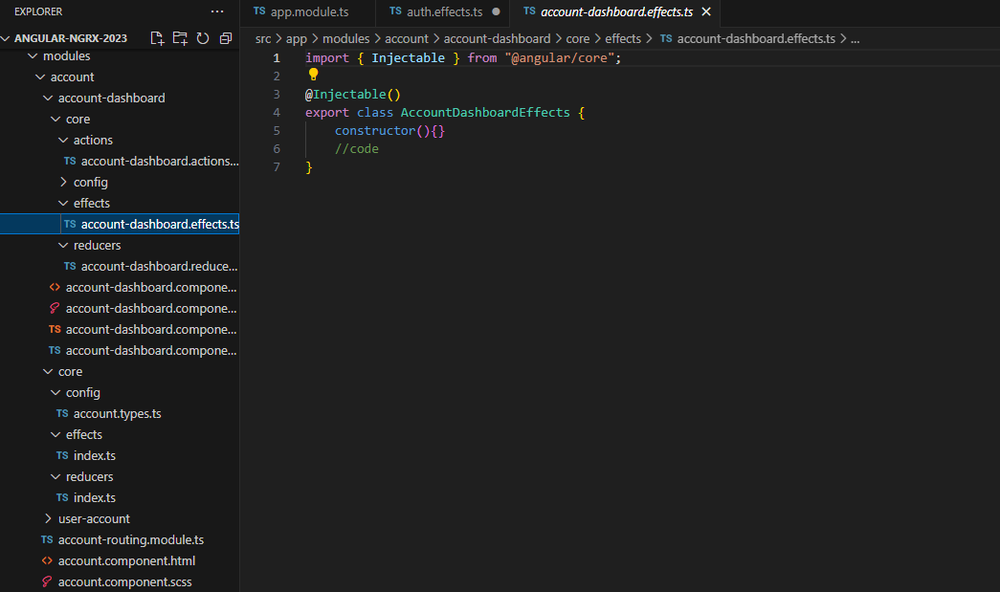 EXPLORER ...
ANGULAR-NGRX-2023
modules
account
account-dashboard
core
actions
TS account-dashboard.actions...
config
effects
TS account-dashboard.effects.ts
reducers
TS account-dashboard.reduce...
<> account-dashboard.compone...
account-dashboard.compone...
TS account-dashboard.compone...
TS account-dashboard.compone...
core
config
TS account.types.ts
effects
TS index.ts
reducers
TS index.ts
user-account
TS account-routing.module.ts
<> account.component.html
account.component.scss
TS app.module.ts TS auth.effects.ts ● TS account-dashboard.effects.ts ×
src > app > modules > account > account-dashboard > core > effects > TS account-dashboard.effects.ts > ...
1 import { Injectable } from "@angular/core";
2
3 @Injectable()
4 export class AccountDashboardEffects {
5 constructor(){}
6 //code
7 }